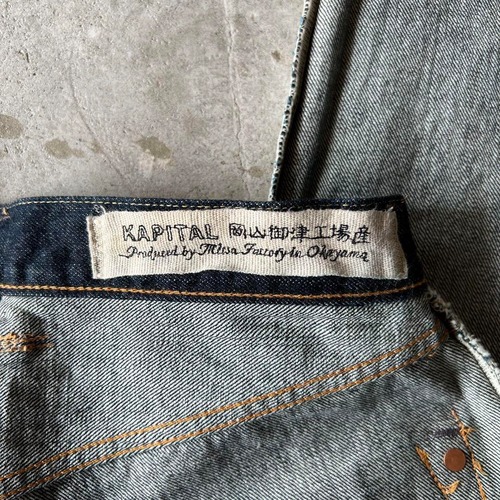 KAPITAL 岡山御津工場産
Produced by Mitsu Factory in Okayama